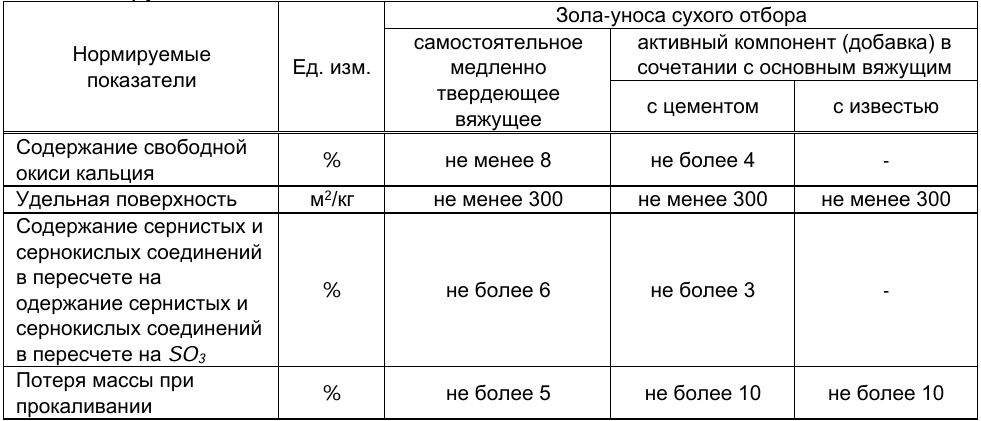 Зола-уноса сухого отбора
Нормируемые
показатели
Ед. изм.
самостоятельное
медленно
твердеющее
вяжущее
активный компонент (добавка) в
сочетании с основным вяжущим
с цементом
с известью
Содержание свободной
окиси кальция
%
не менее 8
не более 4
-
Удельная поверхность
м²/кг
не менее 300
не менее 300
не менее 300
Содержание сернистых и
сернокислых соединений
в пересчете на
одержание сернистых и
сернокислых соединений
в пересчете на SO₃
%
не более 6
не более 3
-
Потеря массы при
прокаливании
%
не более 5
не более 10
не более 10